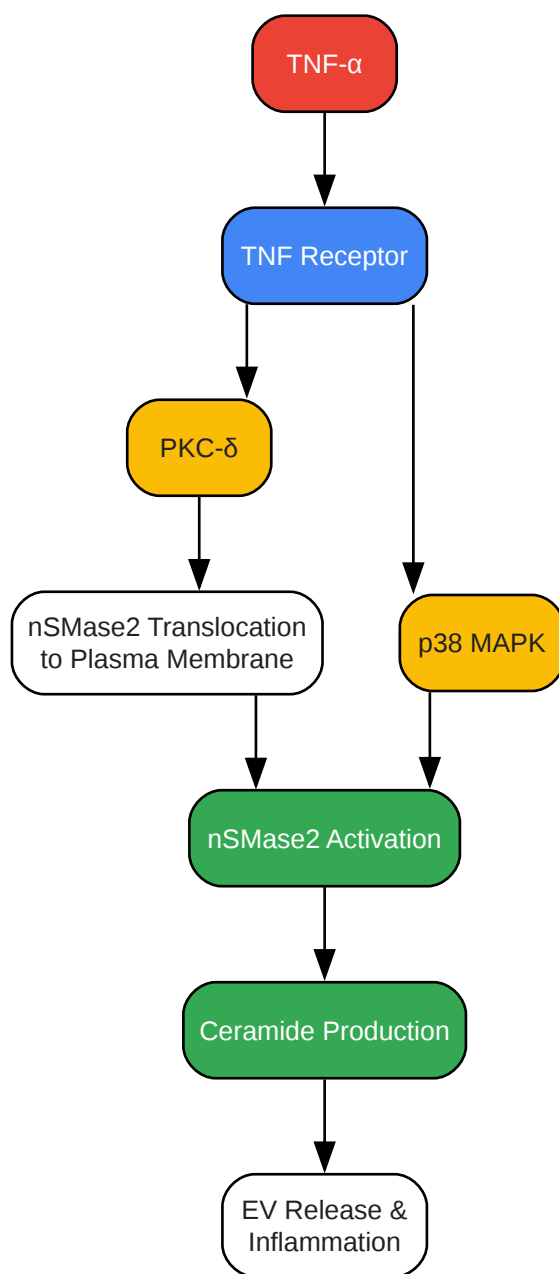 TNF-α
TNF Receptor
PKC-δ
nSMase2 Translocation
to Plasma Membrane
p38 MAPK
nSMase2 Activation
Ceramide Production
EV Release &
Inflammation